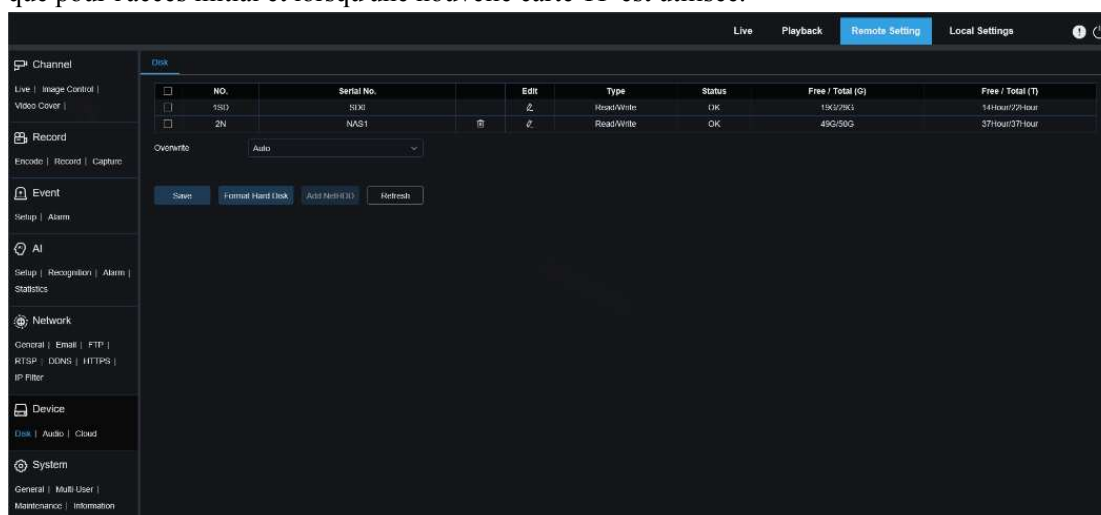 que pour l'accès initial et lorsqu'une nouvelle carte TF est utilisée.
Live Playback Remote Setting Local Settings
Channel
Live | Image Control |
Video Cover |
Record
Encode | Record | Capture
Event
Setup | Alarm
AI
Setup | Recognition | Alarm |
Statistics
Network
General | Email | FTP |
RTSP | DDNS | HTTPS |
IP Filter
Device
Disk | Audio | Cloud
System
General | Multi-User |
Maintenance | Information
Disk
NO. Serial No. Edit Type Status Free / Total (G) Free / Total (T)
1SD Read/Write OK 19G/29G 14Hour/22Hour
2N NAS1 Read/Write OK 49G/50G 37Hour/37Hour
Overwrite Auto
Save Format Hard Disk Add NetHDD Refresh